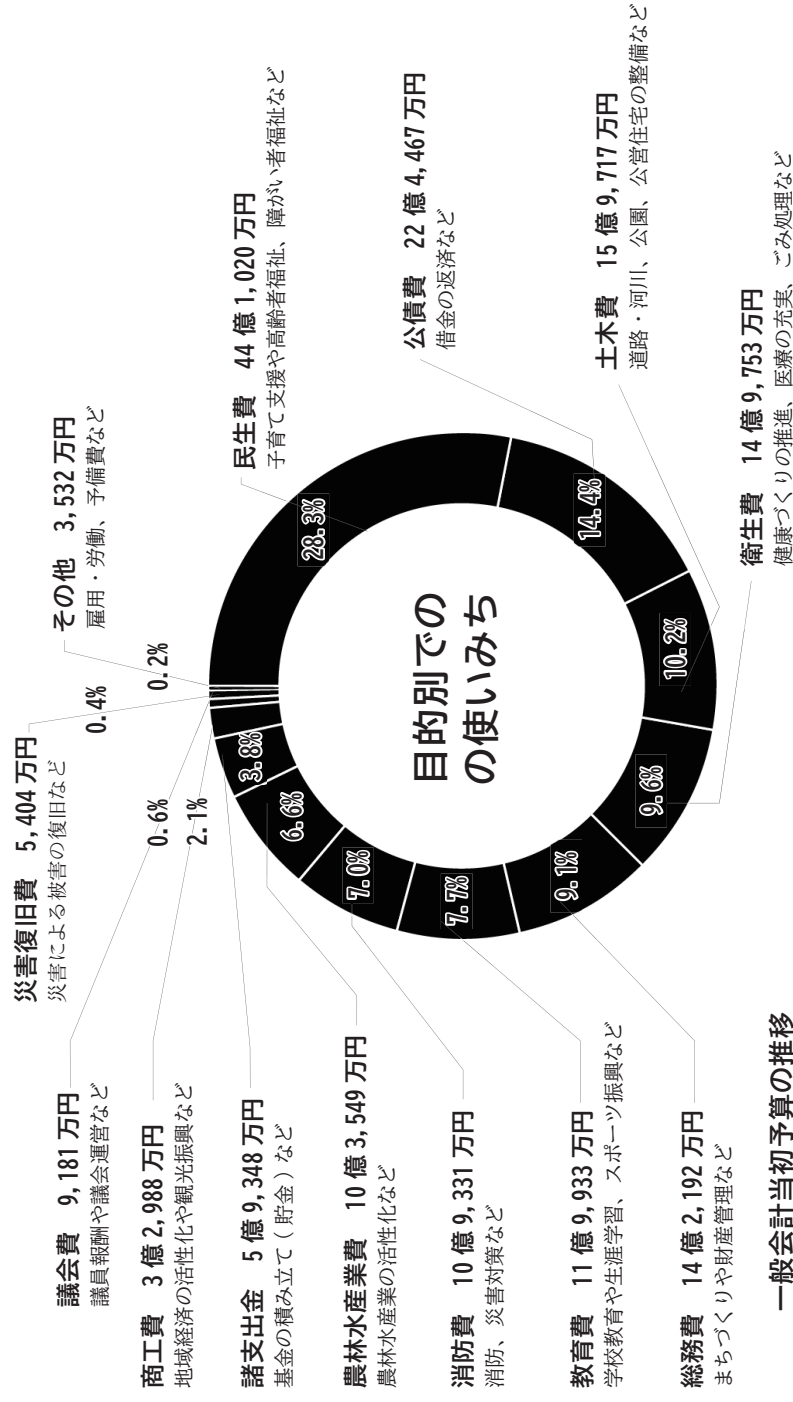 目的別での
の使いみち
民生費 44億1,020万円
子育て支援や高齢者福祉、障がい者福祉など
28.3%
公債費 22億4,467万円
借金の返済など
14.4%
土木費 15億9,717万円
道路・河川、公園、公営住宅の整備など
10.2%
衛生費 14億9,753万円
健康づくりの推進、医療の充実、ごみ処理など
9.6%
総務費 14億2,192万円
まちづくりや財産管理など
9.1%
教育費 11億9,933万円
学校教育や生涯学習、スポーツ振興など
7.7%
消防費 10億9,331万円
消防、災害対策など
7.0%
農林水産業費 10億3,549万円
農林水産業の活性化など
6.6%
諸支出金 5億9,348万円
基金の積み立て(貯金)など
3.8%
商工費 3億2,988万円
地域経済の活性化や観光振興など
2.1%
議会費 9,181万円
議員報酬や議会運営など
0.6%
災害復旧費 5,404万円
災害による被害の復旧など
0.4%
その他 3,532万円
雇用・労働、予備費など
0.2%
一般会計当初予算の推移